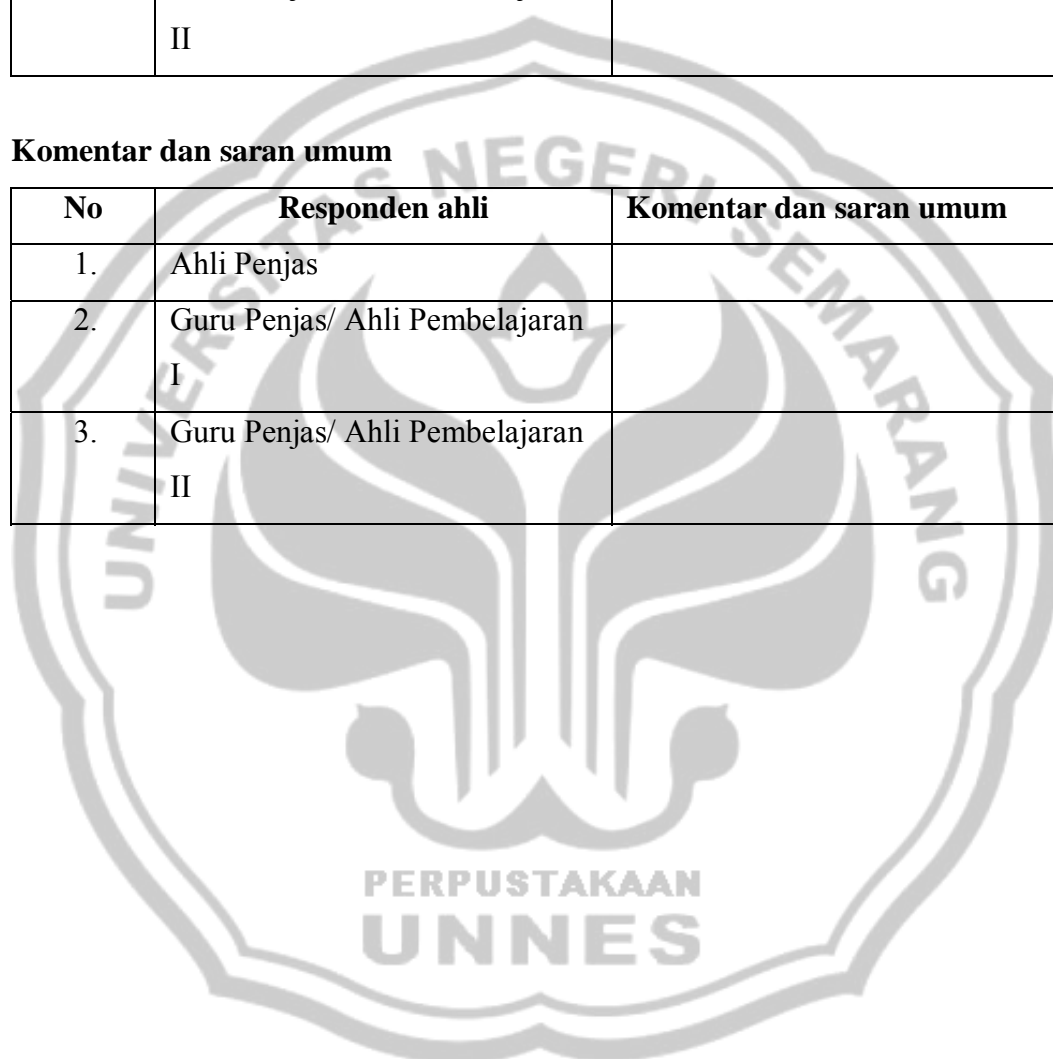 II
Komentar dan saran umum
No Responden ahli Komentar dan saran umum
1. Ahli Penjas
2. Guru Penjas/ Ahli Pembelajaran
I
3. Guru Penjas/ Ahli Pembelajaran
II
UNIVERSITAS NEGERI SEMARANG
PERPUSTAKAAN
UNNES